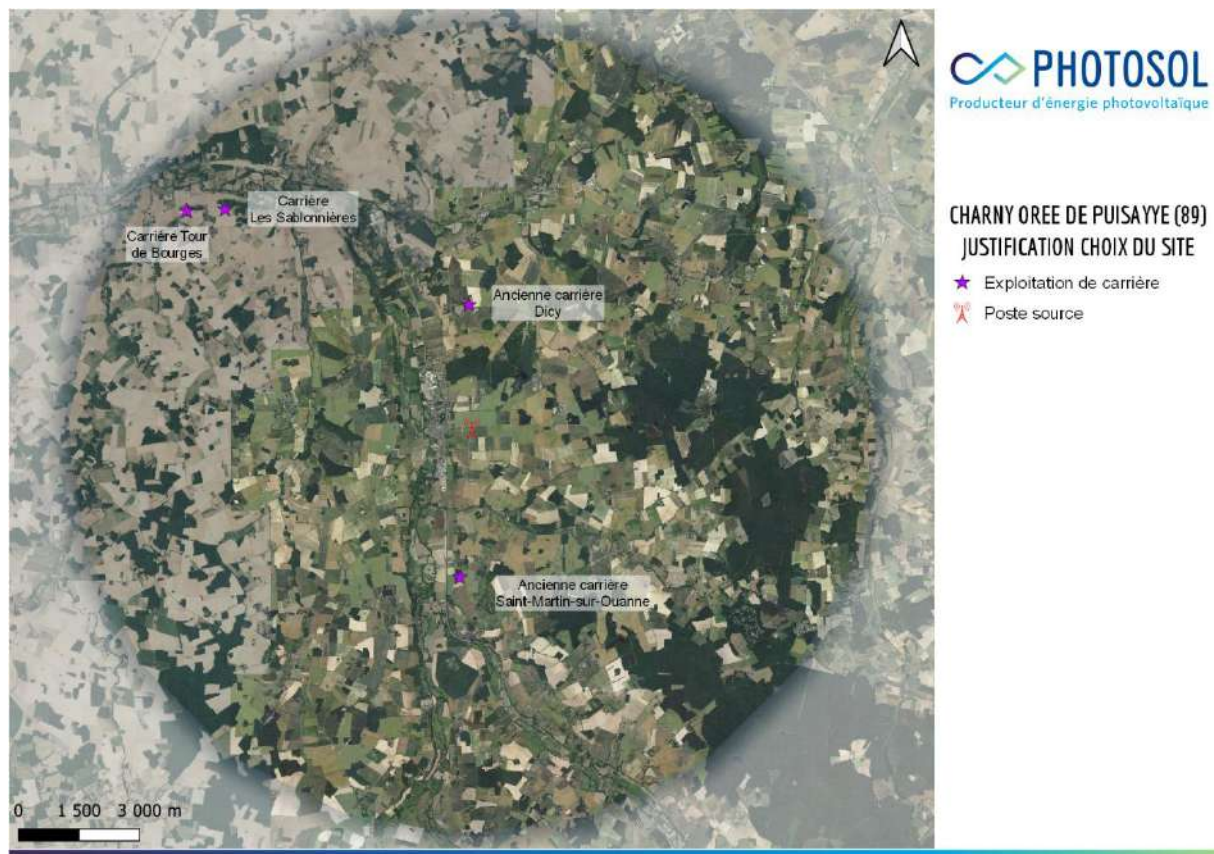 PHOTOSOL
Producteur d'énergie photovoltaïque
CHARNY OREE DE PUISAYYE (89)
JUSTIFICATION CHOIX DU SITE
Exploitation de carrière
Poste source
Carrière
Les Sablonnières
Carrière Tour
de Bourges
Ancienne carrière
Dicy
Ancienne carrière
Saint-Martin-sur-Ouanne
0 1 500 3 000 m